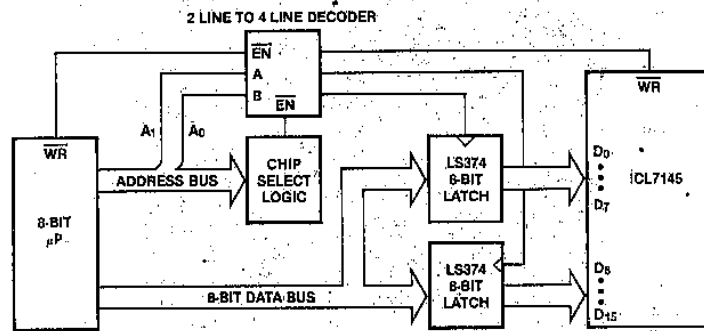 2 LINE TO 4 LINE DECODER
EN
A
B
EN
WR
A1
A0
WR
ADDRESS BUS
CHIP
SELECT
LOGIC
8-BIT
µP
LS374
8-BIT
LATCH
D0
D7
ICL7145
LS374
8-BIT
LATCH
D8
D15
8-BIT DATA BUS